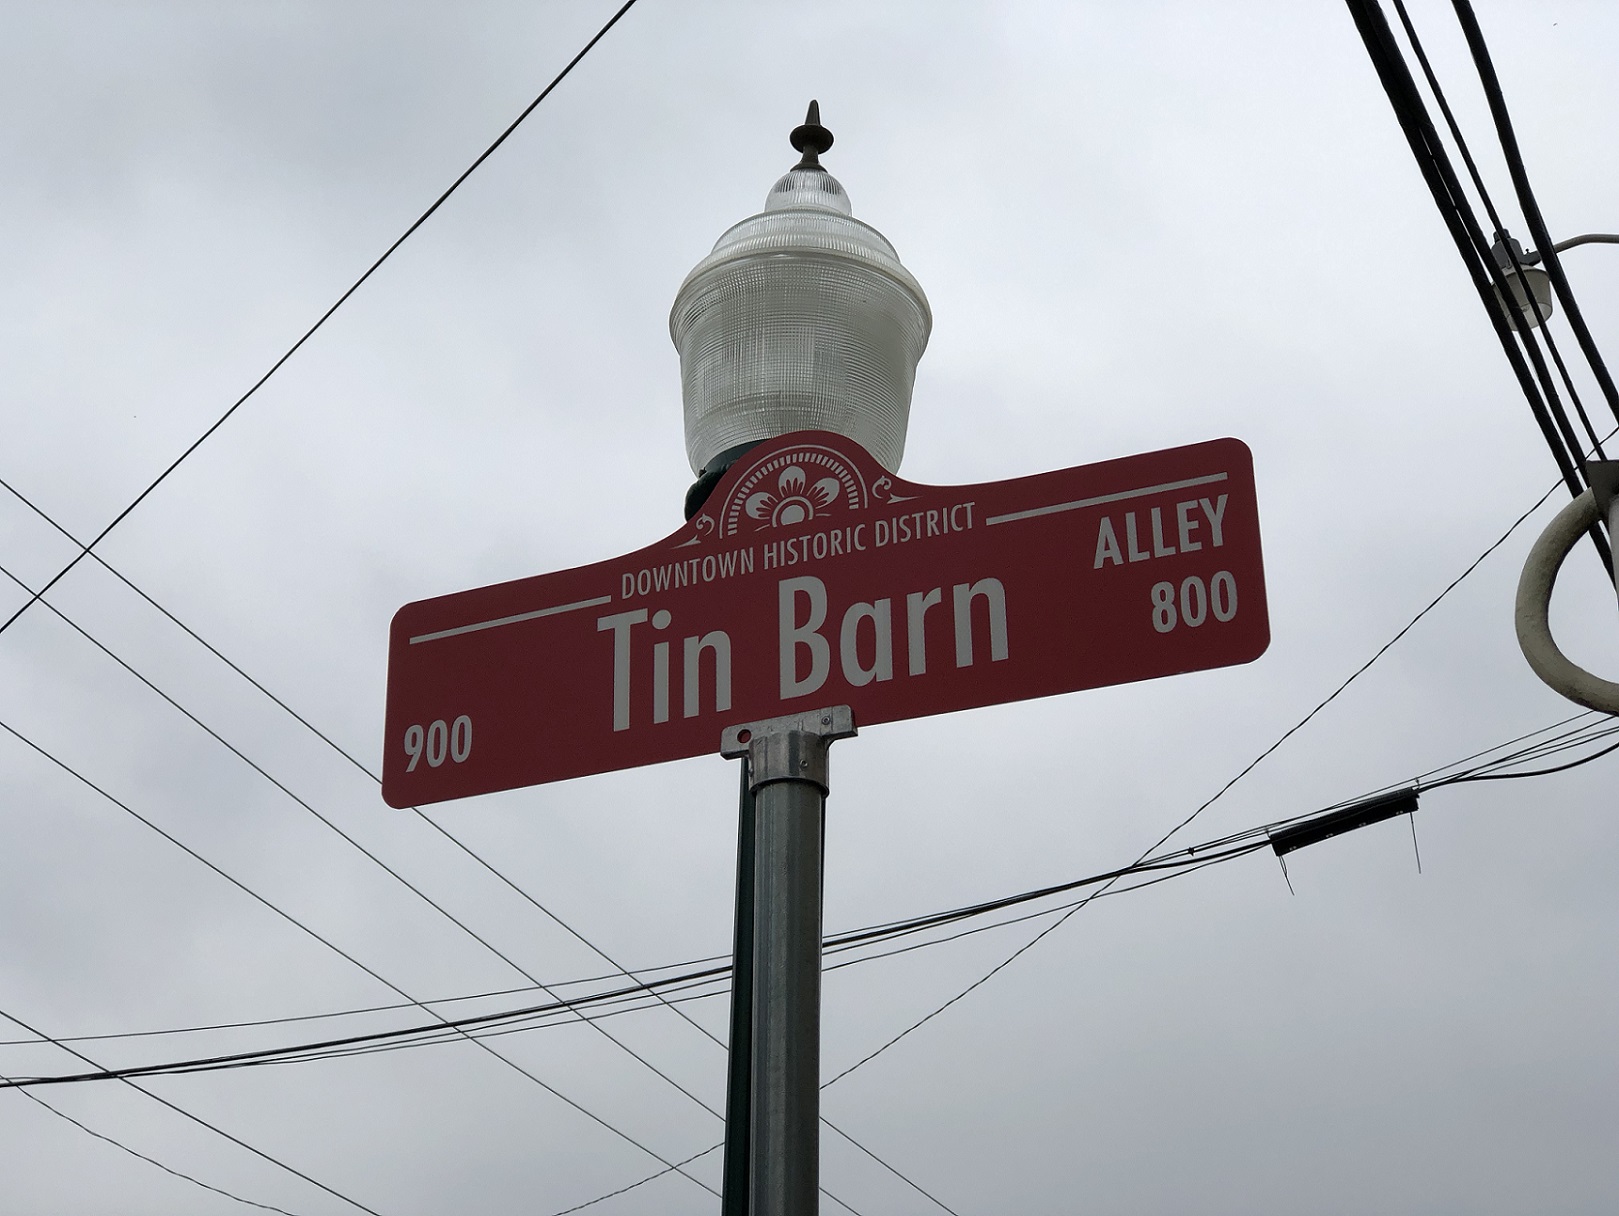 DOWNTOWN HISTORIC DISTRICT
Tin Barn
ALLEY
800
900